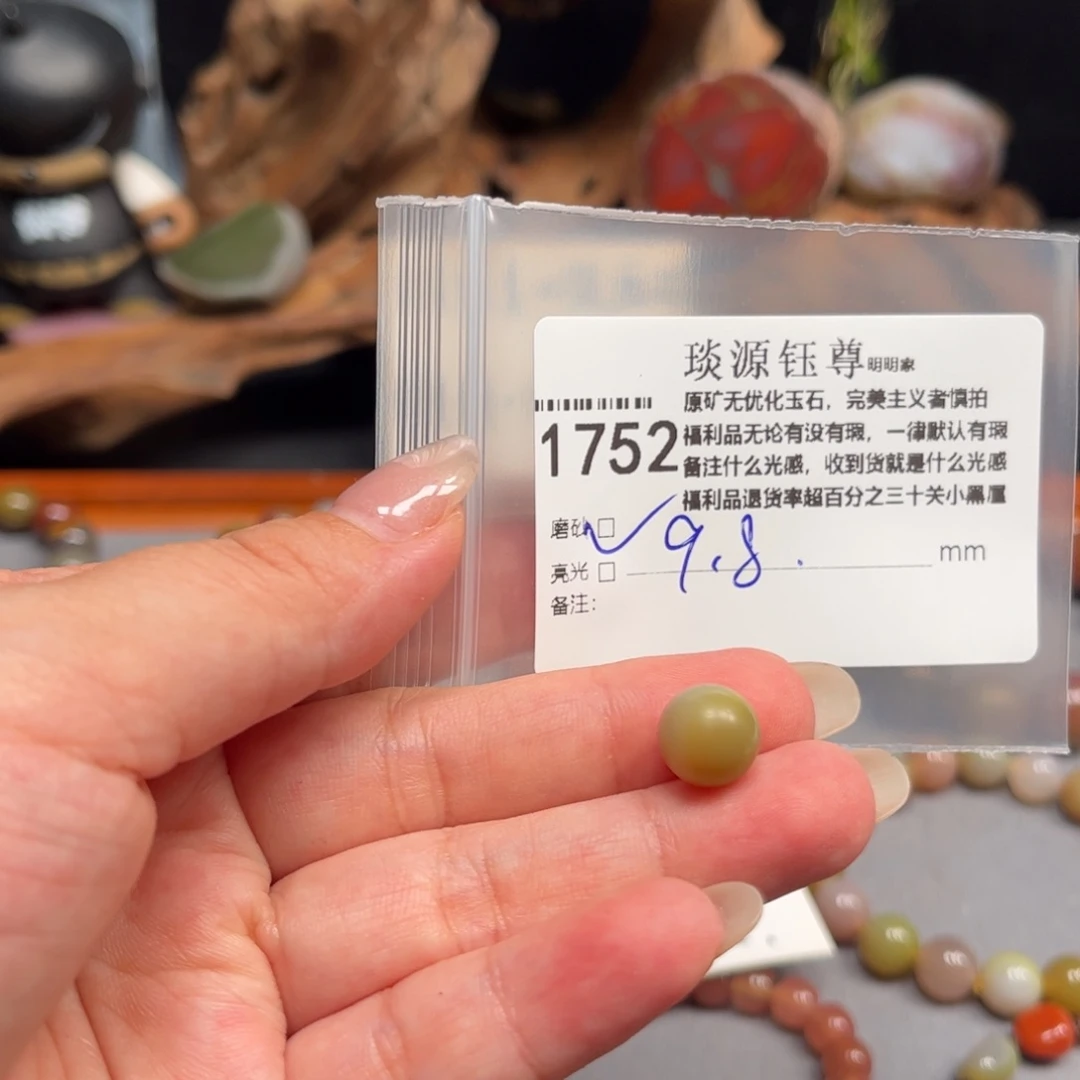 琰源钰尊明明家
原矿无优化玉石，完美主义者慎拍
1752
福利品无论有没有瑕，一律默认有瑕
备注什么光感，收到货就是什么光感
福利品退货率超百分之三十关小黑屋
磨砂☐ ✓
9.8.
mm
亮光☐
备注：